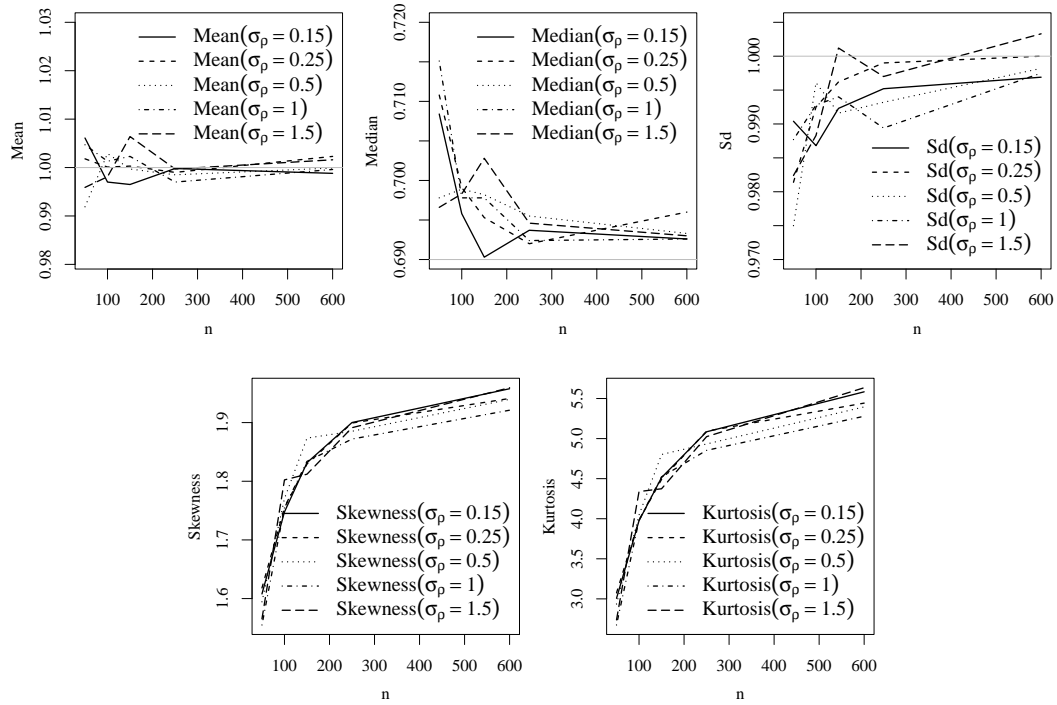 Mean
1.03
1.02
1.01
1.00
0.99
0.98
Mean(σρ = 0.15)
Mean(σρ = 0.25)
Mean(σρ = 0.5)
Mean(σρ = 1)
Mean(σρ = 1.5)
100 200 300 400 500 600
n
Median
0.720
0.710
0.700
0.690
Median(σρ = 0.15)
Median(σρ = 0.25)
Median(σρ = 0.5)
Median(σρ = 1)
Median(σρ = 1.5)
100 200 300 400 500 600
n
Sd
1.000
0.990
0.980
0.970
Sd(σρ = 0.15)
Sd(σρ = 0.25)
Sd(σρ = 0.5)
Sd(σρ = 1)
Sd(σρ = 1.5)
100 200 300 400 500 600
n
Skewness
1.9
1.8
1.7
1.6
Skewness(σρ = 0.15)
Skewness(σρ = 0.25)
Skewness(σρ = 0.5)
Skewness(σρ = 1)
Skewness(σρ = 1.5)
100 200 300 400 500 600
n
Kurtosis
5.5
5.0
4.5
4.0
3.5
3.0
Kurtosis(σρ = 0.15)
Kurtosis(σρ = 0.25)
Kurtosis(σρ = 0.5)
Kurtosis(σρ = 1)
Kurtosis(σρ = 1.5)
100 200 300 400 500 600
n